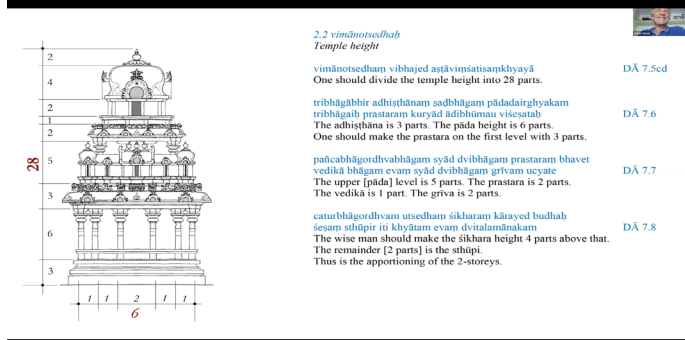 2.2 vimānotsedhaḥ
Temple height
vimānotsedhaṃ vibhajed aṣṭāviṃśatisaṃkhyayā DĀ 7.5cd
One should divide the temple height into 28 parts.
tribhāgābhir adhiṣṭhānaṃ ṣaḍbhāgaṃ pādadairghyakam
tribhāgaiḥ prastaraṃ kuryād ādibhūmau viśeṣataḥ DĀ 7.6
The adhiṣṭhāna is 3 parts. The pāda height is 6 parts.
One should make the prastara on the first level with 3 parts.
pañcabhāgordhvabhāgaṃ syād dvibhāgaṃ prastaraṃ bhavet
vedikā bhāgam evaṃ syād dvibhāgaṃ grīvam ucyate DĀ 7.7
The upper [pāda] level is 5 parts. The prastara is 2 parts.
The vedikā is 1 part. The grīva is 2 parts.
caturbhāgordhvam utsedhaṃ śikharaṃ kārayed budhaḥ
śeṣaṃ sthūpir iti khyātam evaṃ dvitalamānakam DĀ 7.8
The wise man should make the śikhara height 4 parts above that.
The remainder [2 parts] is the sthūpi.
Thus is the apportioning of the 2-storeys.
2
4
2
1
2
5
28
3
6
3
1 1 2 1 1
6